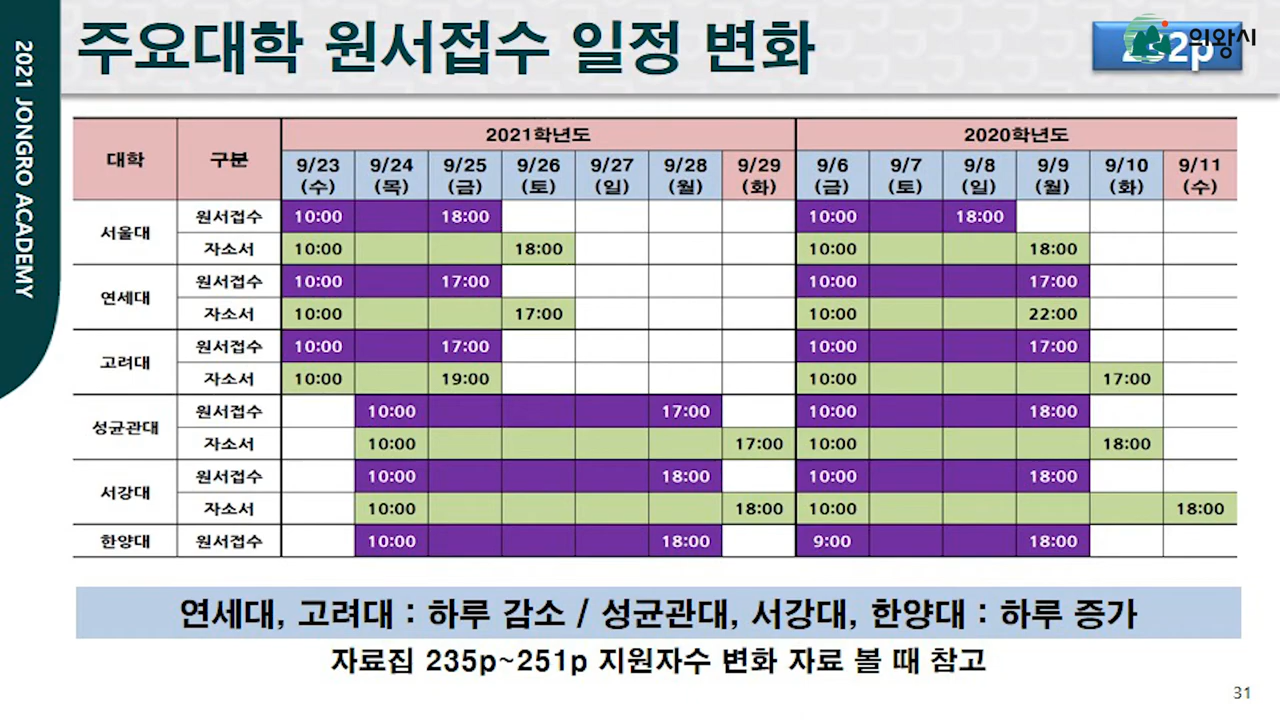 주요대학 원서접수 일정 변화
의왕시
2021 JONGRO ACADEMY
대학 구분 2021학년도 2020학년도
9/23 9/24 9/25 9/26 9/27 9/28 9/29 9/6 9/7 9/8 9/9 9/10 9/11
(수) (목) (금) (토) (일) (월) (화) (금) (토) (일) (월) (화) (수)
서울대 원서접수 10:00 18:00 10:00 18:00
자소서 10:00 18:00 10:00 18:00
연세대 원서접수 10:00 17:00 10:00 17:00
자소서 10:00 17:00 10:00 22:00
고려대 원서접수 10:00 17:00 10:00 17:00
자소서 10:00 19:00 10:00 17:00
성균관대 원서접수 10:00 17:00 10:00 18:00
자소서 10:00 17:00 10:00 18:00
서강대 원서접수 10:00 18:00 10:00 18:00
자소서 10:00 18:00 10:00 18:00
한양대 원서접수 10:00 18:00 9:00 18:00
연세대, 고려대 : 하루 감소 / 성균관대, 서강대, 한양대 : 하루 증가
자료집 235p~251p 지원자수 변화 자료 볼 때 참고
31